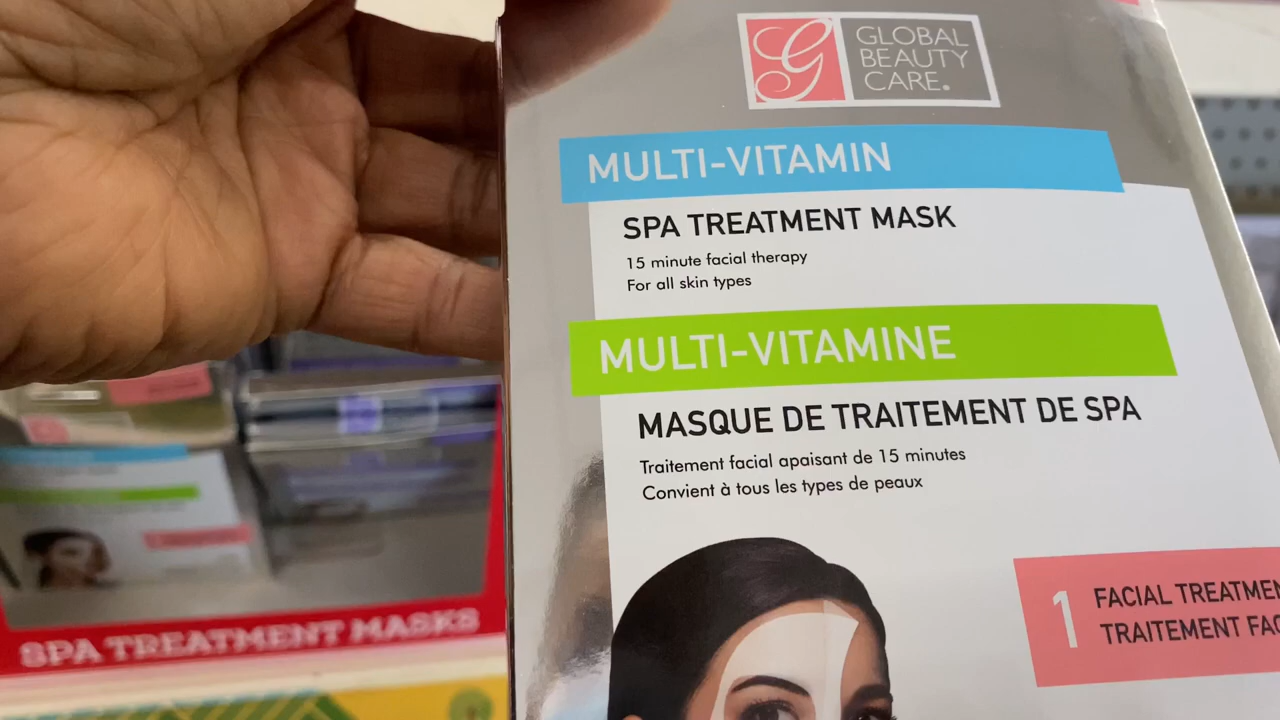 G
GLOBAL
BEAUTY
CARE.
MULTI-VITAMIN
SPA TREATMENT MASK
15 minute facial therapy
For all skin types
MULTI-VITAMINE
MASQUE DE TRAITEMENT DE SPA
Traitement facial apaisant de 15 minutes
Convient à tous les types de peaux
1
FACIAL TREATMEN
TRAITEMENT FAC
SPA TREATMENT MASKS